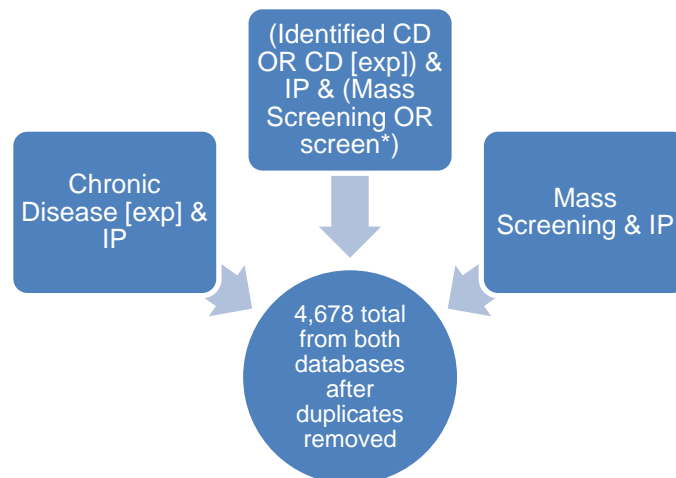 (Identified CD
OR CD [exp]) &
IP & (Mass
Screening OR
screen*)
Chronic
Disease [exp] &
IP
Mass
Screening & IP
4,678 total
from both
databases
after
duplicates
removed